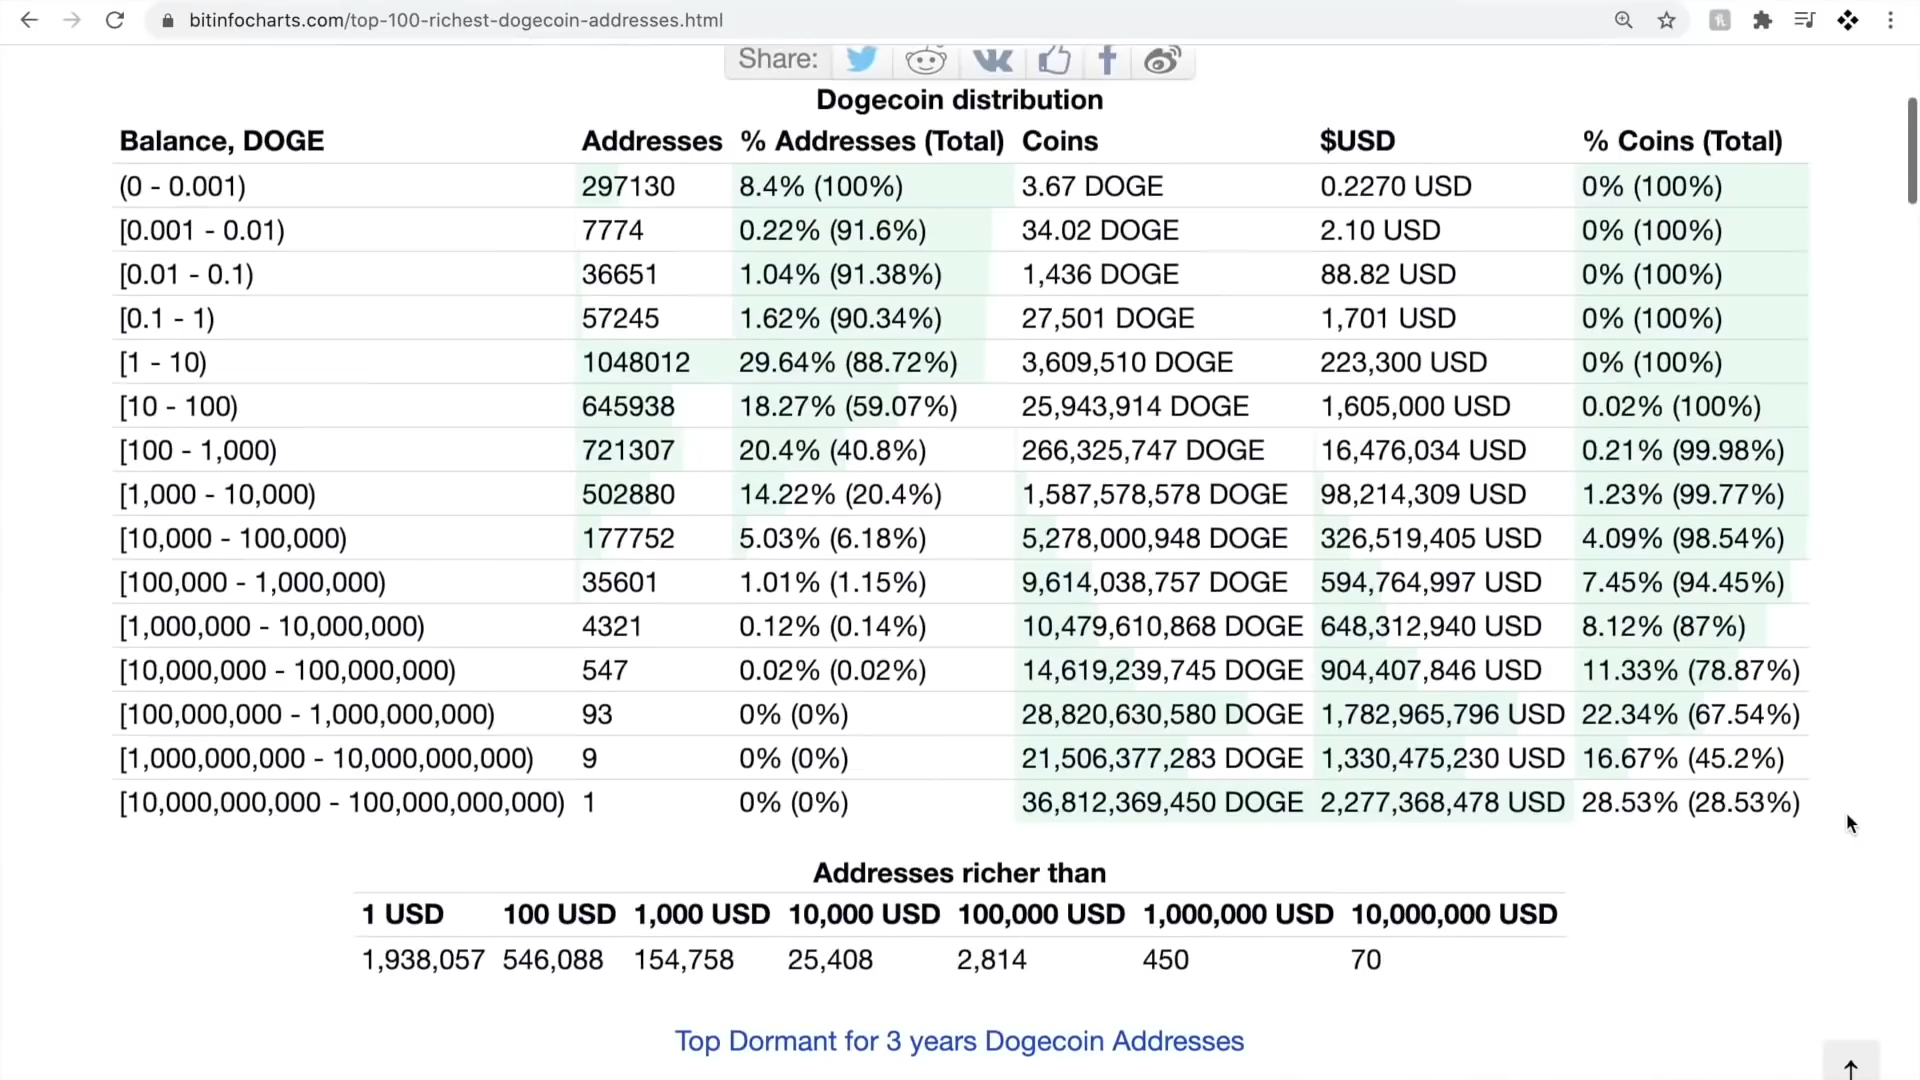 bitinfocharts.com/top-100-richest-dogecoin-addresses.html
Share:
Dogecoin distribution
Balance, DOGE Addresses % Addresses (Total) Coins $USD % Coins (Total)
(0 - 0.001) 297130 8.4% (100%) 3.67 DOGE 0.2270 USD 0% (100%)
[0.001 - 0.01) 7774 0.22% (91.6%) 34.02 DOGE 2.10 USD 0% (100%)
[0.01 - 0.1) 36651 1.04% (91.38%) 1,436 DOGE 88.82 USD 0% (100%)
[0.1 - 1) 57245 1.62% (90.34%) 27,501 DOGE 1,701 USD 0% (100%)
[1 - 10) 1048012 29.64% (88.72%) 3,609,510 DOGE 223,300 USD 0% (100%)
[10 - 100) 645938 18.27% (59.07%) 25,943,914 DOGE 1,605,000 USD 0.02% (100%)
[100 - 1,000) 721307 20.4% (40.8%) 266,325,747 DOGE 16,476,034 USD 0.21% (99.98%)
[1,000 - 10,000) 502880 14.22% (20.4%) 1,587,578,578 DOGE 98,214,309 USD 1.23% (99.77%)
[10,000 - 100,000) 177752 5.03% (6.18%) 5,278,000,948 DOGE 326,519,405 USD 4.09% (98.54%)
[100,000 - 1,000,000) 35601 1.01% (1.15%) 9,614,038,757 DOGE 594,764,997 USD 7.45% (94.45%)
[1,000,000 - 10,000,000) 4321 0.12% (0.14%) 10,479,610,868 DOGE 648,312,940 USD 8.12% (87%)
[10,000,000 - 100,000,000) 547 0.02% (0.02%) 14,619,239,745 DOGE 904,407,846 USD 11.33% (78.87%)
[100,000,000 - 1,000,000,000) 93 0% (0%) 28,820,630,580 DOGE 1,782,965,796 USD 22.34% (67.54%)
[1,000,000,000 - 10,000,000,000) 9 0% (0%) 21,506,377,283 DOGE 1,330,475,230 USD 16.67% (45.2%)
[10,000,000,000 - 100,000,000,000) 1 0% (0%) 36,812,369,450 DOGE 2,277,368,478 USD 28.53% (28.53%)
Addresses richer than
1 USD 100 USD 1,000 USD 10,000 USD 100,000 USD 1,000,000 USD 10,000,000 USD
1,938,057 546,088 154,758 25,408 2,814 450 70
Top Dormant for 3 years Dogecoin Addresses